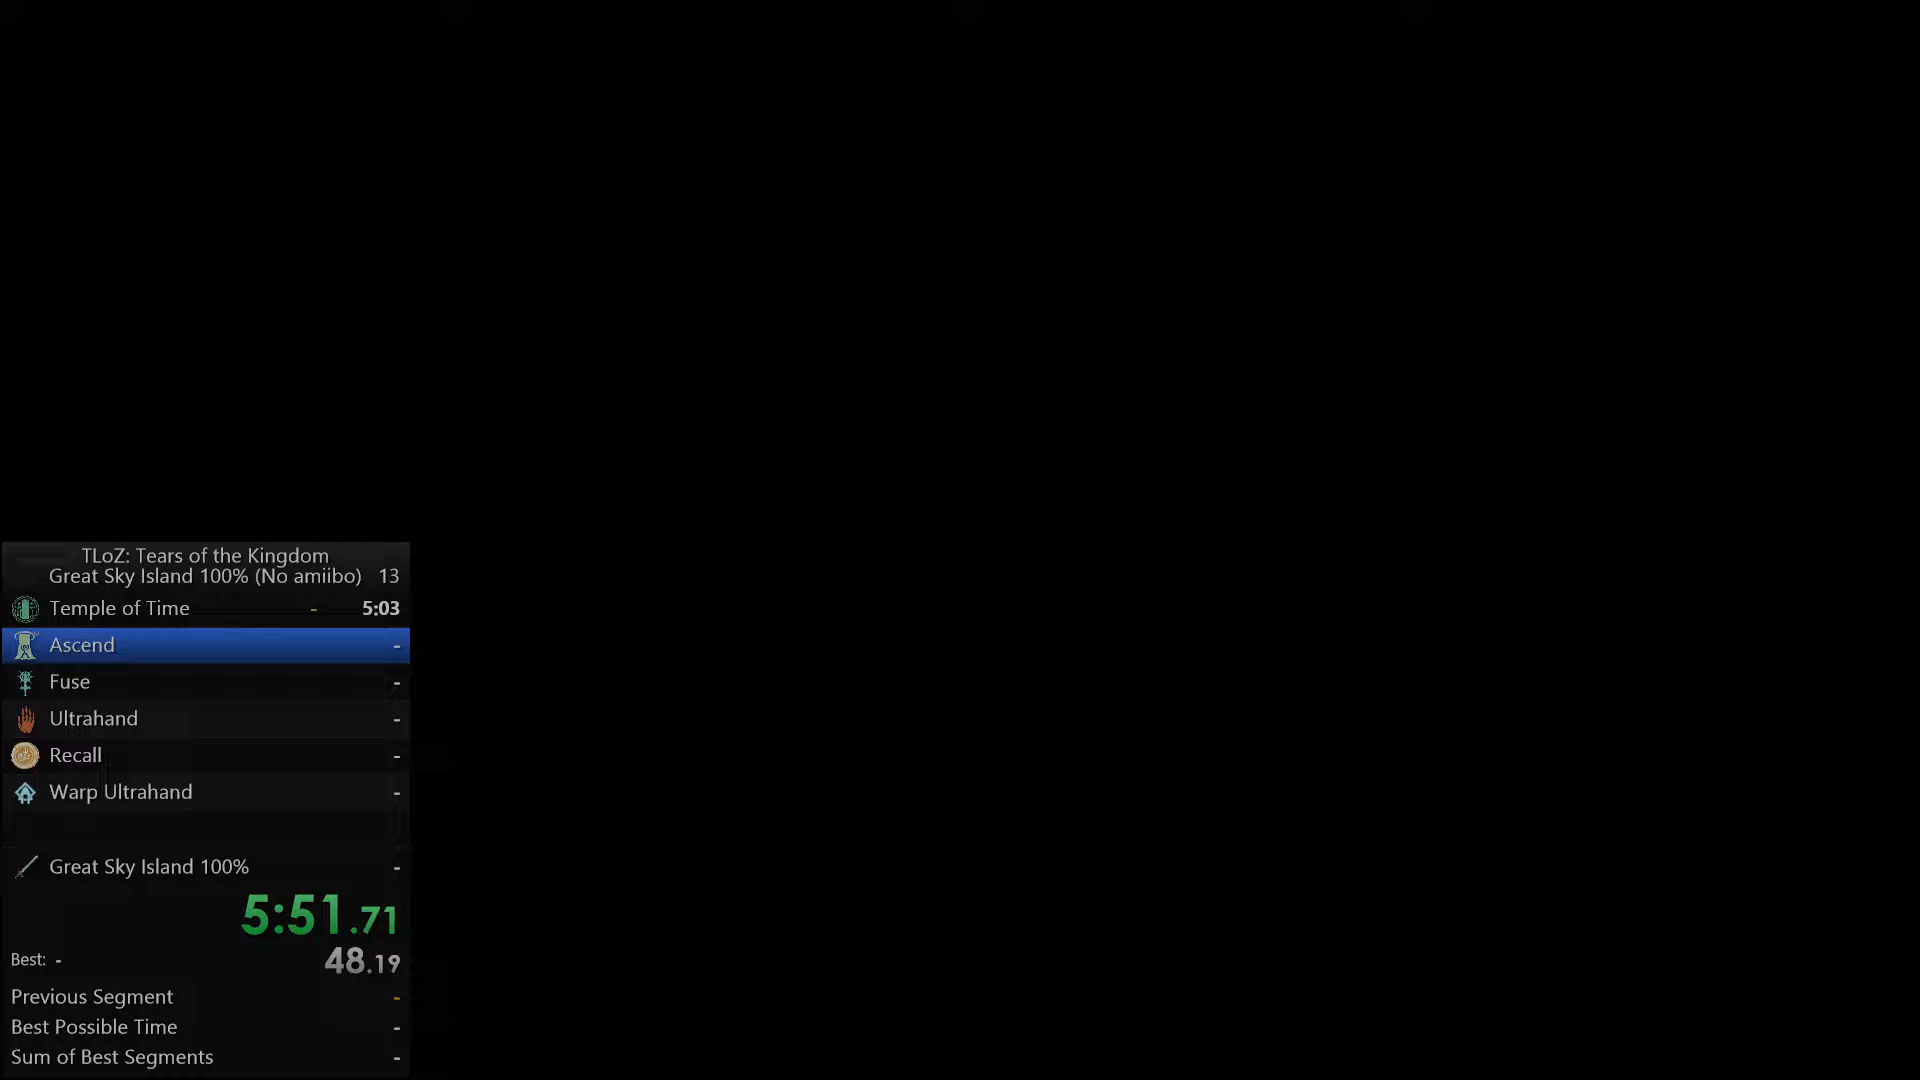 TLoZ: Tears of the Kingdom
Great Sky Island 100% (No amiibo) 13
Temple of Time - 5:03
Ascend -
Fuse -
Ultrahand -
Recall -
Warp Ultrahand -
Great Sky Island 100% -
5:51.71
Best: - 48.19
Previous Segment -
Best Possible Time -
Sum of Best Segments -